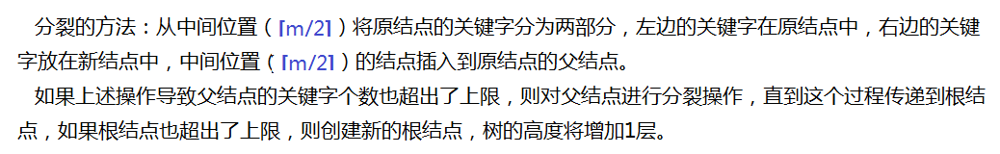 分裂的方法：从中间位置（⌈m/2⌉）将原结点的关键字分为两部分，左边的关键字在原结点中，右边的关键
字放在新结点中，中间位置（⌈m/2⌉）的结点插入到原结点的父结点。
如果上述操作导致父结点的关键字个数也超出了上限，则对父结点进行分裂操作，直到这个过程传递到根结
点，如果根结点也超出了上限，则创建新的根结点，树的高度将增加1层。